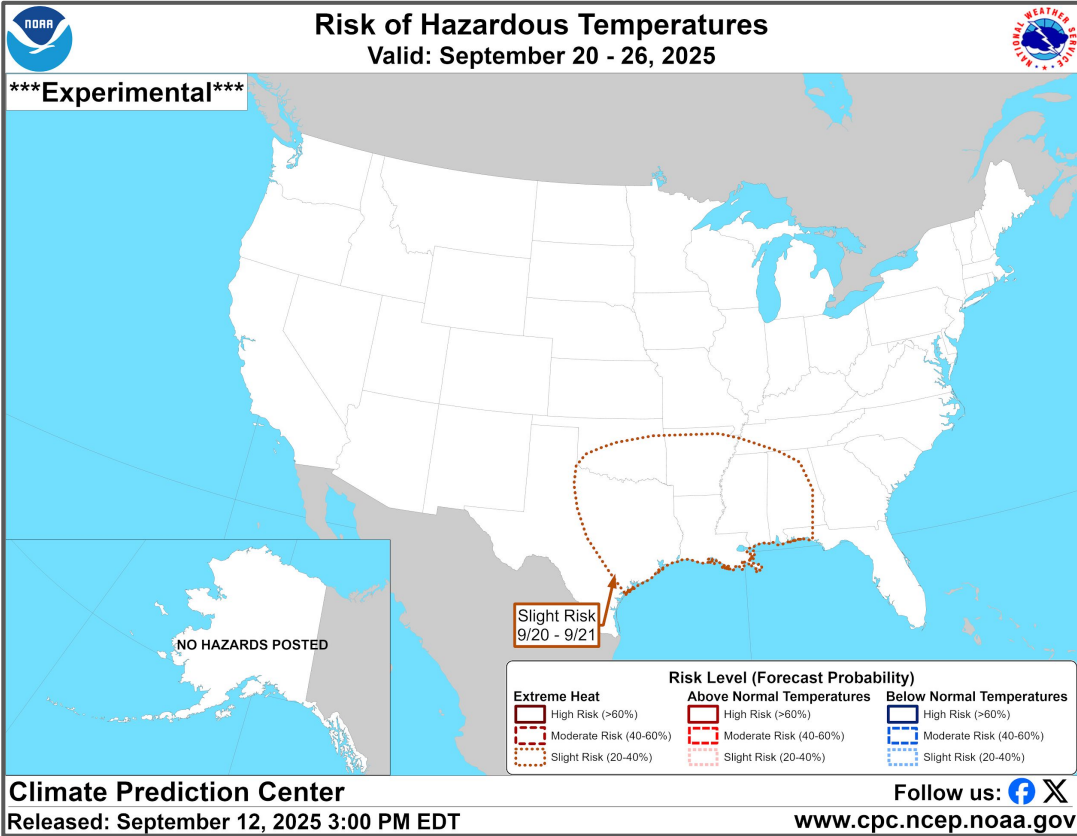 NOAA
Risk of Hazardous Temperatures
Valid: September 20 - 26, 2025
NATIONAL WEATHER SERVICE
***Experimental***
Slight Risk
9/20 - 9/21
NO HAZARDS POSTED
Risk Level (Forecast Probability)
Extreme Heat
High Risk (>60%)
Moderate Risk (40-60%)
Slight Risk (20-40%)
Above Normal Temperatures
High Risk (>60%)
Moderate Risk (40-60%)
Slight Risk (20-40%)
Below Normal Temperatures
High Risk (>60%)
Moderate Risk (40-60%)
Slight Risk (20-40%)
Climate Prediction Center
Follow us:
Released: September 12, 2025 3:00 PM EDT
www.cpc.ncep.noaa.gov